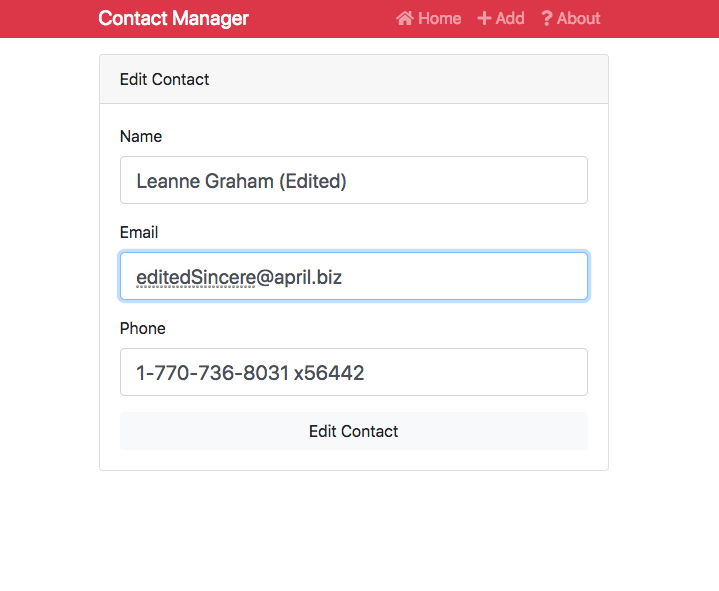 Contact Manager Home Add ? About
Edit Contact
Name
Leanne Graham (Edited)
Email
editedSincere@april.biz
Phone
1-770-736-8031 x56442
Edit Contact